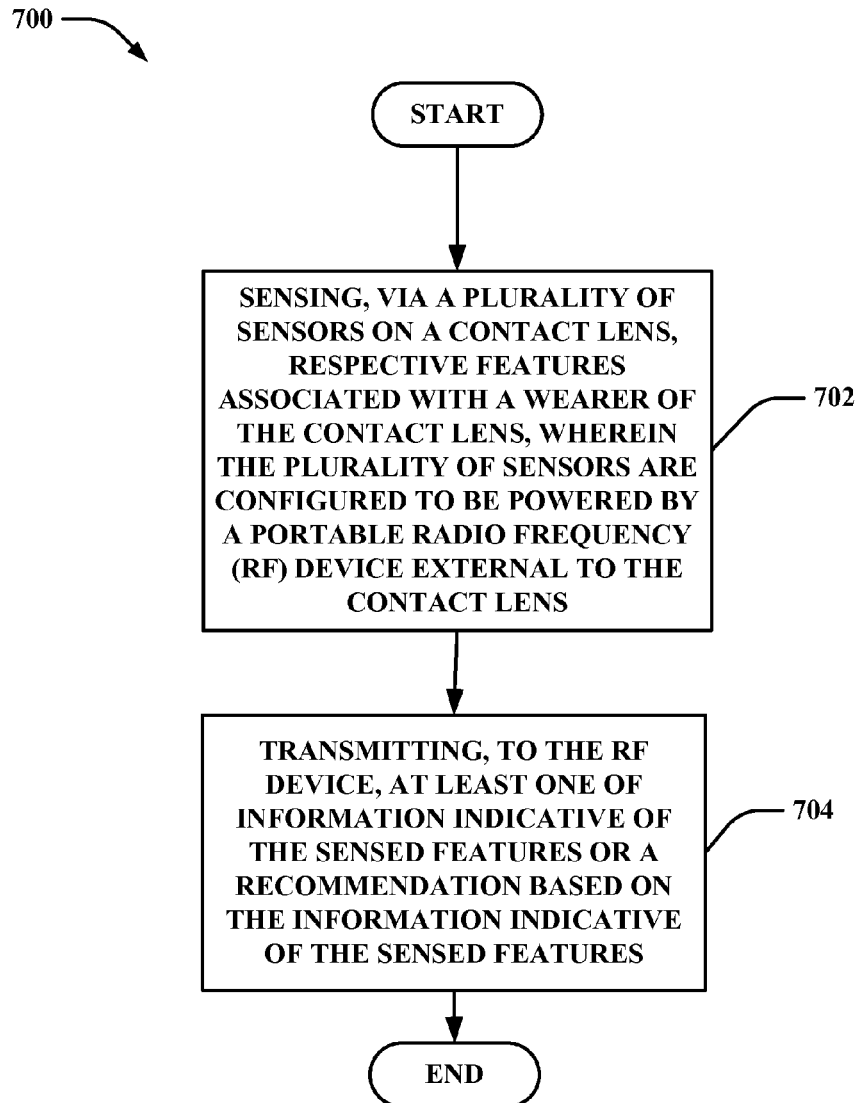 700
START
SENSING, VIA A PLURALITY OF
SENSORS ON A CONTACT LENS,
RESPECTIVE FEATURES
ASSOCIATED WITH A WEARER OF
THE CONTACT LENS, WHEREIN
THE PLURALITY OF SENSORS ARE
CONFIGURED TO BE POWERED BY
A PORTABLE RADIO FREQUENCY
(RF) DEVICE EXTERNAL TO THE
CONTACT LENS
702
TRANSMITTING, TO THE RF
DEVICE, AT LEAST ONE OF
INFORMATION INDICATIVE OF
THE SENSED FEATURES OR A
RECOMMENDATION BASED ON
THE INFORMATION INDICATIVE
OF THE SENSED FEATURES
704
END